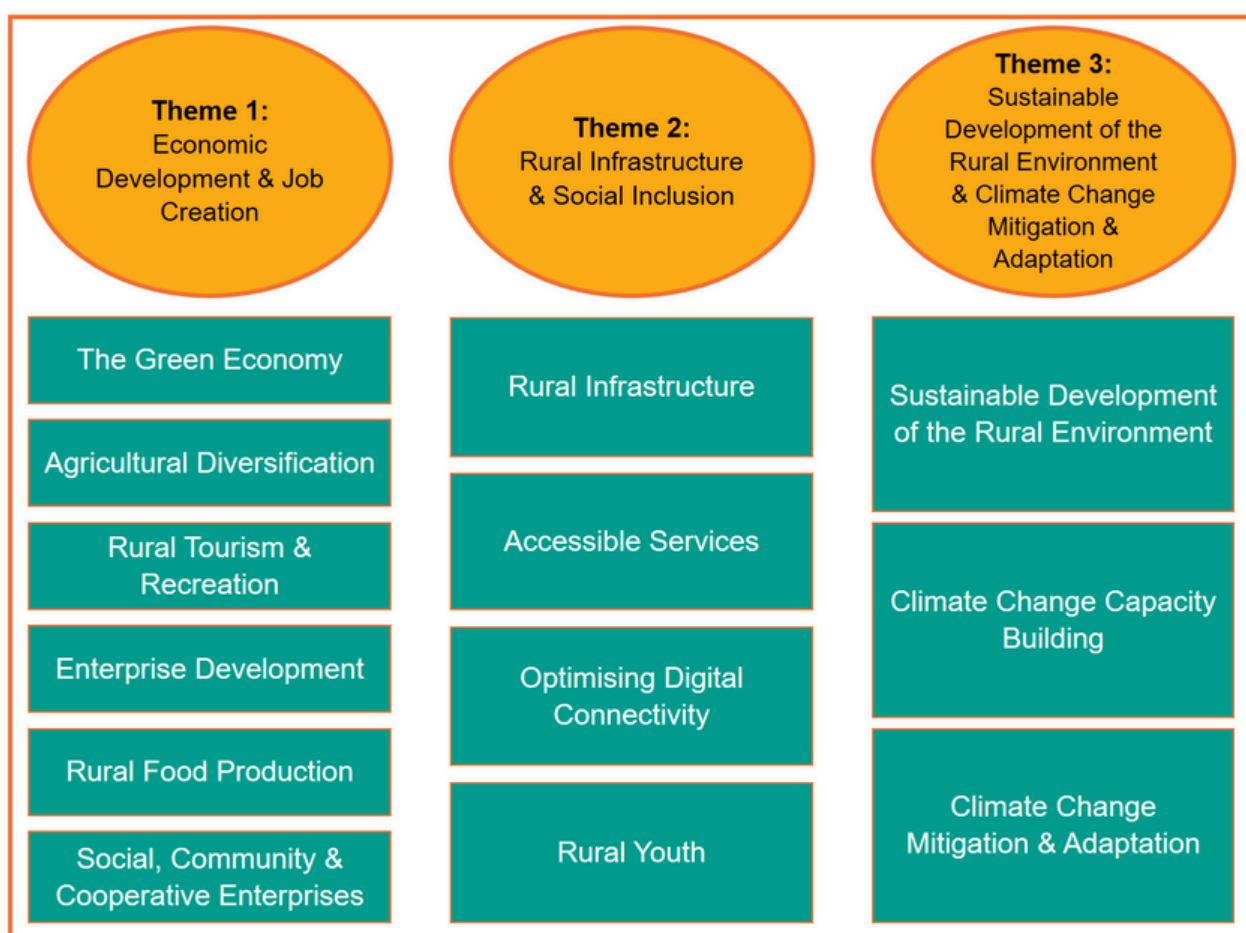 Theme 1:
Economic
Development & Job
Creation
The Green Economy
Agricultural Diversification
Rural Tourism &
Recreation
Enterprise Development
Rural Food Production
Social, Community &
Cooperative Enterprises
Theme 2:
Rural Infrastructure
& Social Inclusion
Rural Infrastructure
Accessible Services
Optimising Digital
Connectivity
Rural Youth
Theme 3:
Sustainable
Development of the
Rural Environment
& Climate Change
Mitigation &
Adaptation
Sustainable Development
of the Rural Environment
Climate Change Capacity
Building
Climate Change
Mitigation & Adaptation